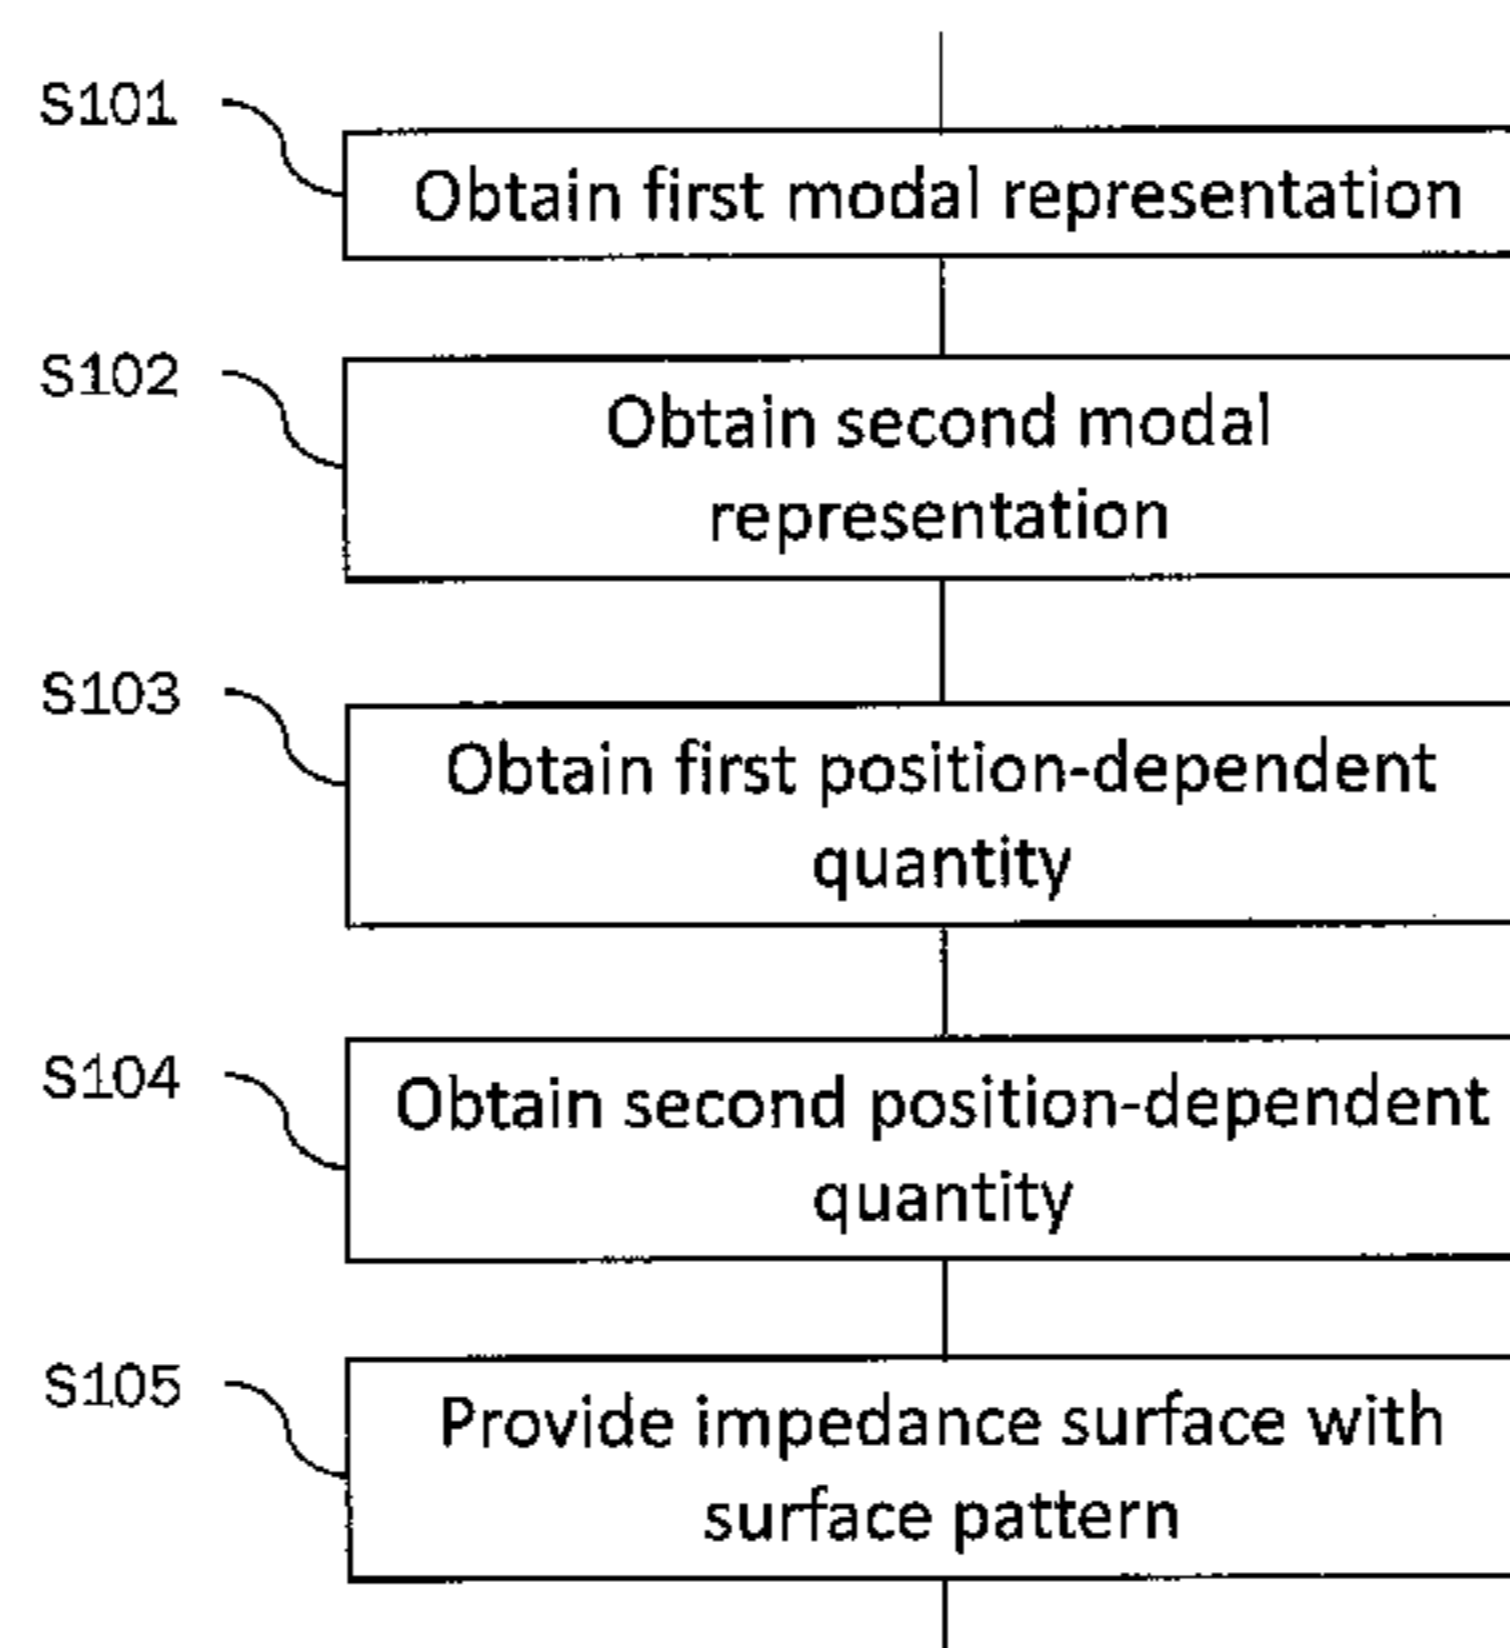 S101
Obtain first modal representation
S102
Obtain second modal
representation
S103
Obtain first position-dependent
quantity
S104
Obtain second position-dependent
quantity
S105
Provide impedance surface with
surface pattern